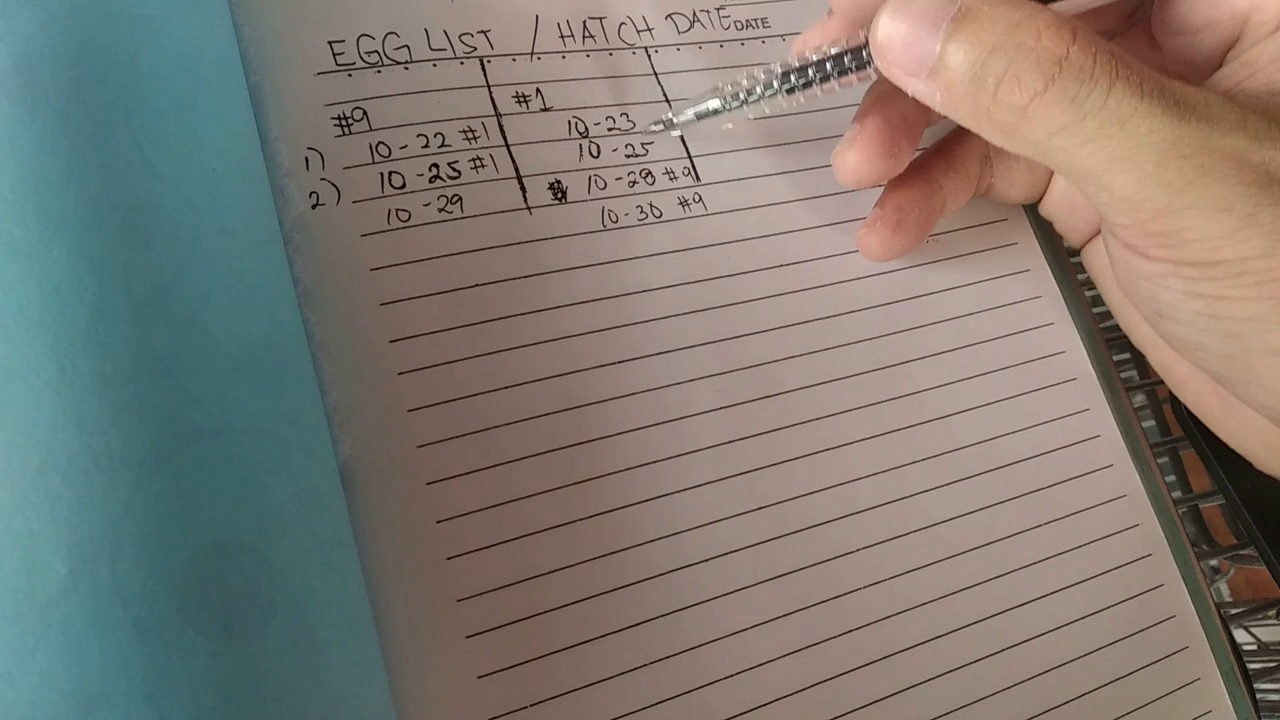 EGG LIST / HATCH DATE DATE
#9
1) 10-22 #1
2) 10-25 #1
10-29
#1
10-23
10-25
10-28 #9
10-30 #9